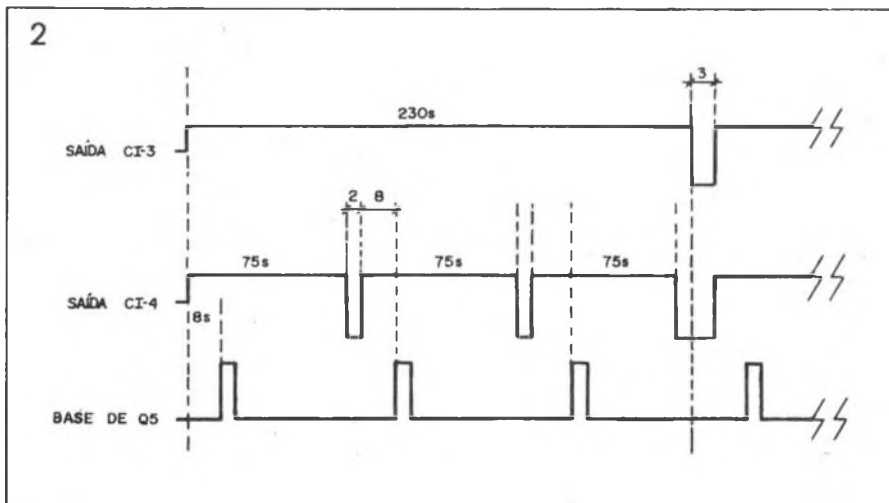 2
3
230s
SAÍDA CI-3
2 8
75s 75s 75s
SAÍDA CI-4
8s
BASE DE Q5